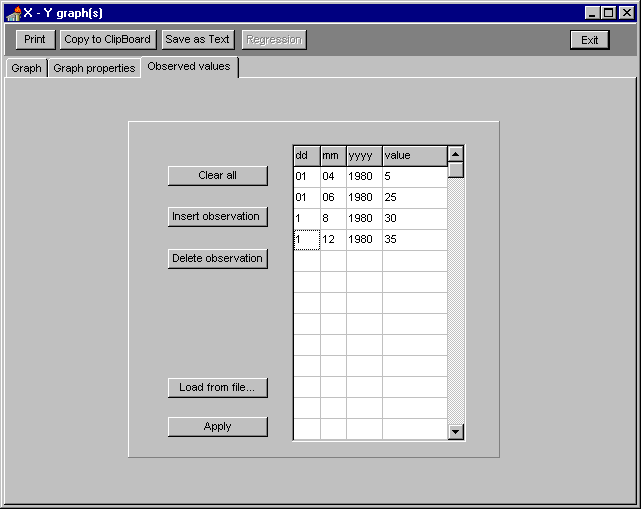 X - Y graph(s)
Print Copy to ClipBoard Save as Text Regression Exit
Graph Graph properties Observed values
dd mm yyyy value
Clear all
01 04 1980 5
01 06 1980 25
Insert observation
1 8 1980 30
1 12 1980 35
Delete observation
Load from file...
Apply